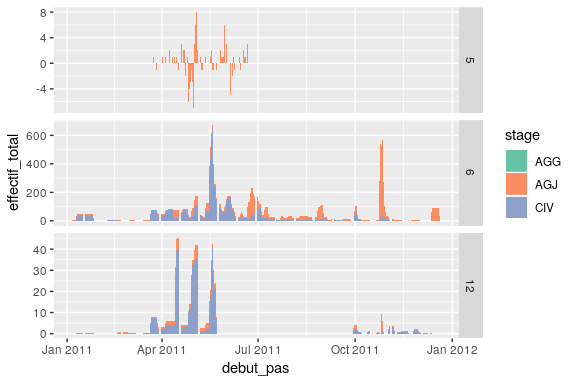 8
4
0
-4
5
effectif_total
600
400
200
0
6
40
30
20
10
0
12
Jan 2011
Apr 2011
Jul 2011
Oct 2011
Jan 2012
debut_pas
stage
AGG
AGJ
CIV